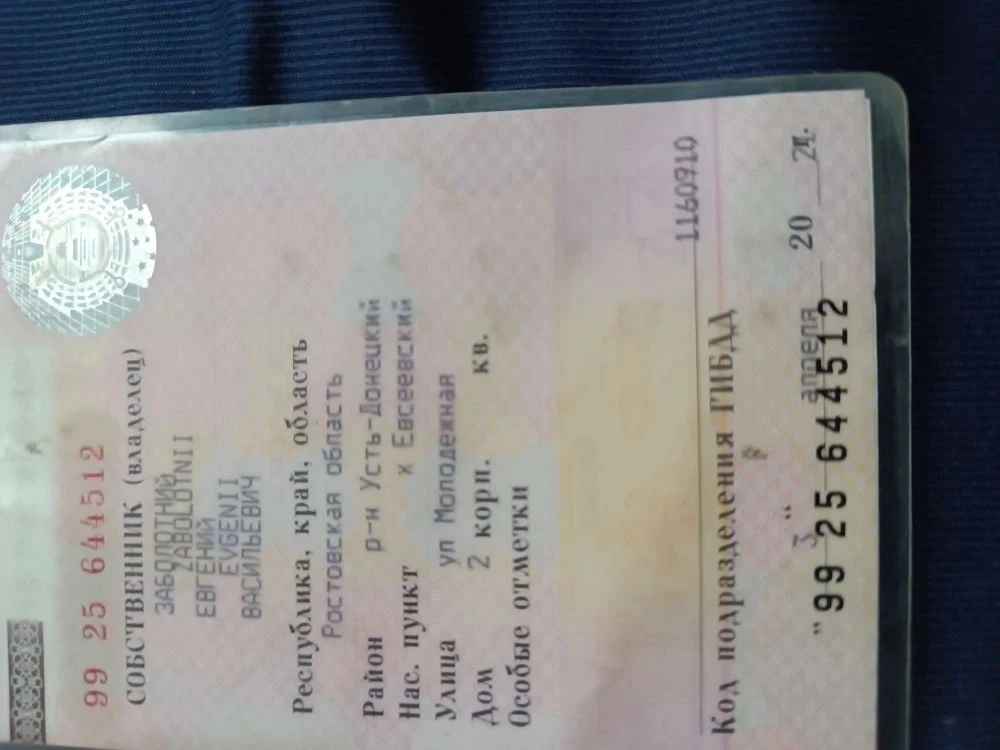 99 25 644512
СОБСТВЕННИК (владелец)
ЗАБОЛОТНИЙ
ZABOLOTNII
ЕВГЕНИЙ
EVGENII
ВАСИЛЬЕВИЧ
Республика, край, область
Ростовская область
Район р-н Усть-Донецкий
Нас. пункт х Евсеевский
Улица ул Молодежная
Дом 2 корп. кв.
Особые отметки
1160910
Код подразделения ГИБДД
" 3 " апреля 20 24г.
99 25 644512